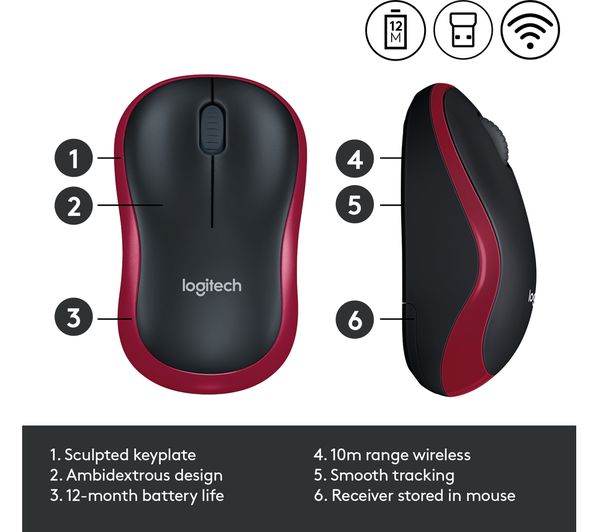 12
M
1
2
3
4
5
6
logitech
lo
1. Sculpted keyplate
2. Ambidextrous design
3. 12-month battery life
4. 10m range wireless
5. Smooth tracking
6. Receiver stored in mouse